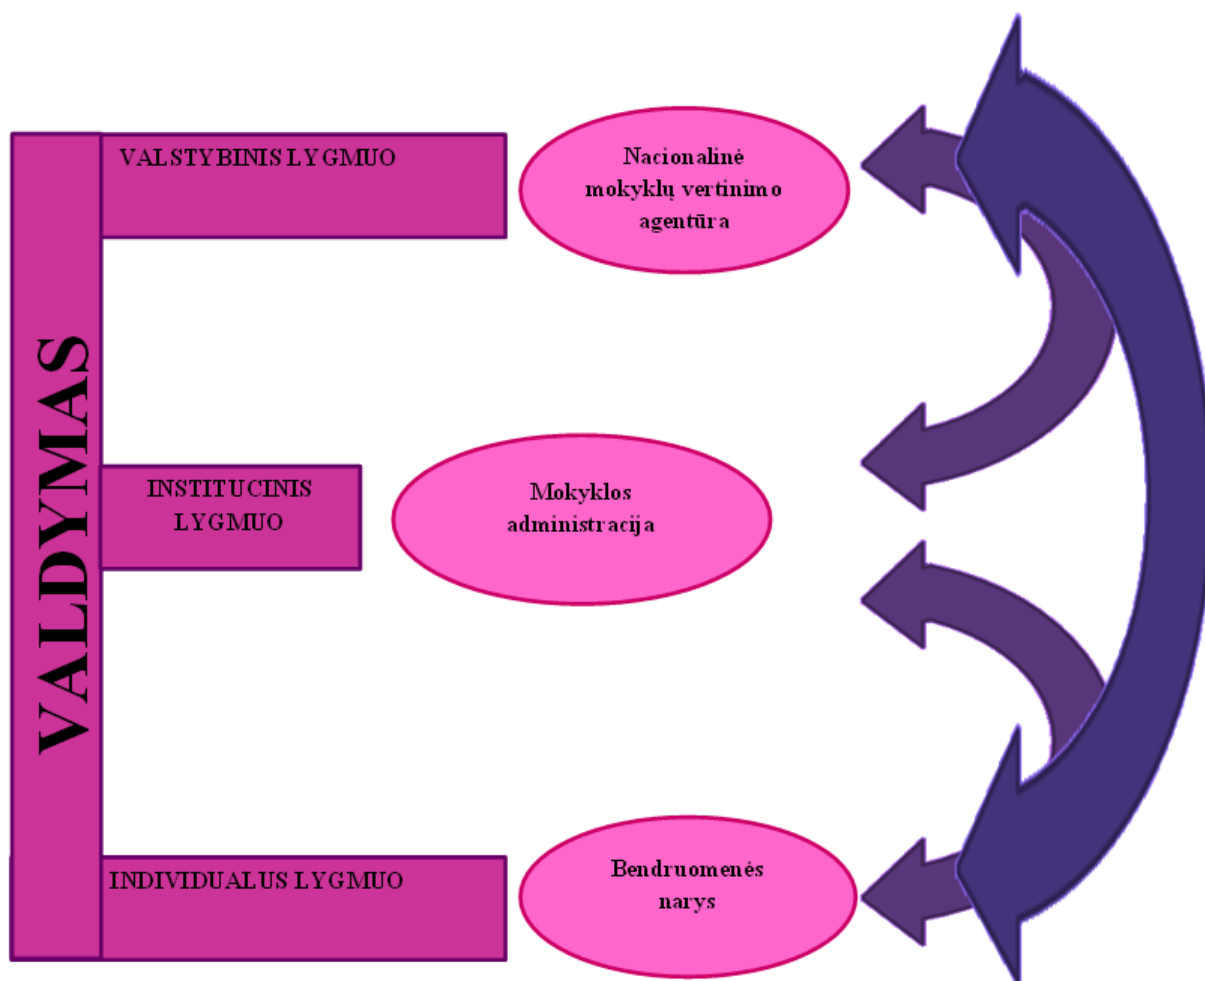 VALDYMAS
VALSTYBINIS LYGMUO
Nacionalinė
mokyklų vertinimo
agentūra
INSTITUCINIS
LYGMUO
Mokyklos
administracija
INDIVIDUALUS LYGMUO
Bendruomenės
narys